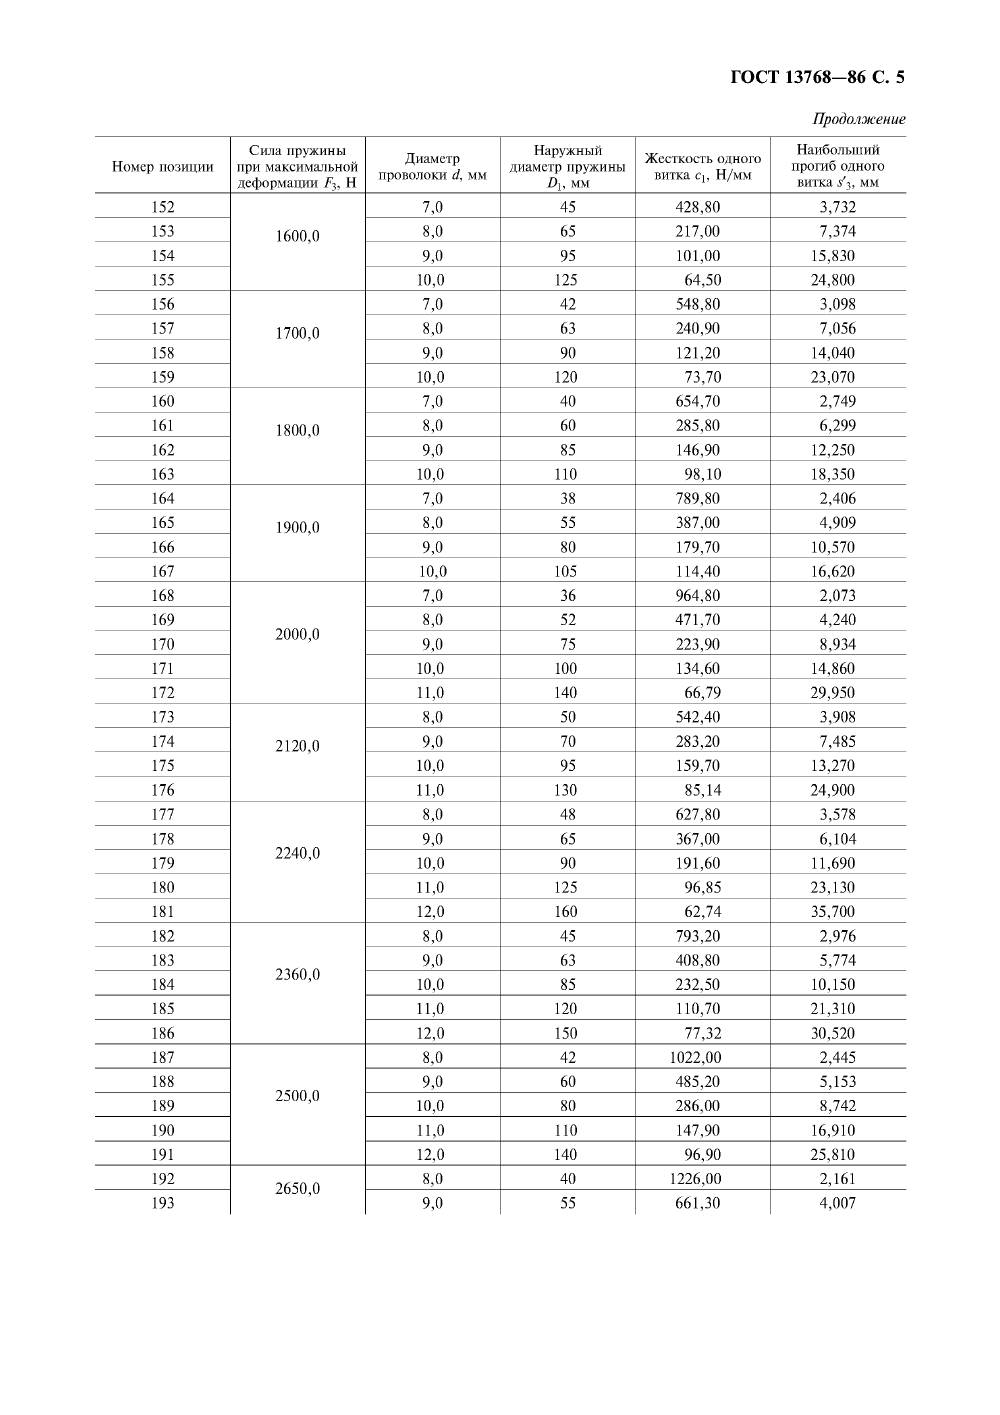 ГОСТ 13768—86 С. 5
Продолжение
Номер позиции | Сила пружины при максимальной деформации F₃, Н | Диаметр проволоки d, мм | Наружный диаметр пружины D₁, мм | Жесткость одного витка c₁, Н/мм | Наибольший прогиб одного витка s′₃, мм
152 | 1600,0 | 7,0 | 45 | 428,80 | 3,732
153 | 8,0 | 65 | 217,00 | 7,374
154 | 9,0 | 95 | 101,00 | 15,830
155 | 10,0 | 125 | 64,50 | 24,800
156 | 1700,0 | 7,0 | 42 | 548,80 | 3,098
157 | 8,0 | 63 | 240,90 | 7,056
158 | 9,0 | 90 | 121,20 | 14,040
159 | 10,0 | 120 | 73,70 | 23,070
160 | 1800,0 | 7,0 | 40 | 654,70 | 2,749
161 | 8,0 | 60 | 285,80 | 6,299
162 | 9,0 | 85 | 146,90 | 12,250
163 | 10,0 | 110 | 98,10 | 18,350
164 | 1900,0 | 7,0 | 38 | 789,80 | 2,406
165 | 8,0 | 55 | 387,00 | 4,909
166 | 9,0 | 80 | 179,70 | 10,570
167 | 10,0 | 105 | 114,40 | 16,620
168 | 2000,0 | 7,0 | 36 | 964,80 | 2,073
169 | 8,0 | 52 | 471,70 | 4,240
170 | 9,0 | 75 | 223,90 | 8,934
171 | 10,0 | 100 | 134,60 | 14,860
172 | 11,0 | 140 | 66,79 | 29,950
173 | 2120,0 | 8,0 | 50 | 542,40 | 3,908
174 | 9,0 | 70 | 283,20 | 7,485
175 | 10,0 | 95 | 159,70 | 13,270
176 | 11,0 | 130 | 85,14 | 24,900
177 | 2240,0 | 8,0 | 48 | 627,80 | 3,578
178 | 9,0 | 65 | 367,00 | 6,104
179 | 10,0 | 90 | 191,60 | 11,690
180 | 11,0 | 125 | 96,85 | 23,130
181 | 12,0 | 160 | 62,74 | 35,700
182 | 2360,0 | 8,0 | 45 | 793,20 | 2,976
183 | 9,0 | 63 | 408,80 | 5,774
184 | 10,0 | 85 | 232,50 | 10,150
185 | 11,0 | 120 | 110,70 | 21,310
186 | 12,0 | 150 | 77,32 | 30,520
187 | 2500,0 | 8,0 | 42 | 1022,00 | 2,445
188 | 9,0 | 60 | 485,20 | 5,153
189 | 10,0 | 80 | 286,00 | 8,742
190 | 11,0 | 110 | 147,90 | 16,910
191 | 12,0 | 140 | 96,90 | 25,810
192 | 2650,0 | 8,0 | 40 | 1226,00 | 2,161
193 | 9,0 | 55 | 661,30 | 4,007